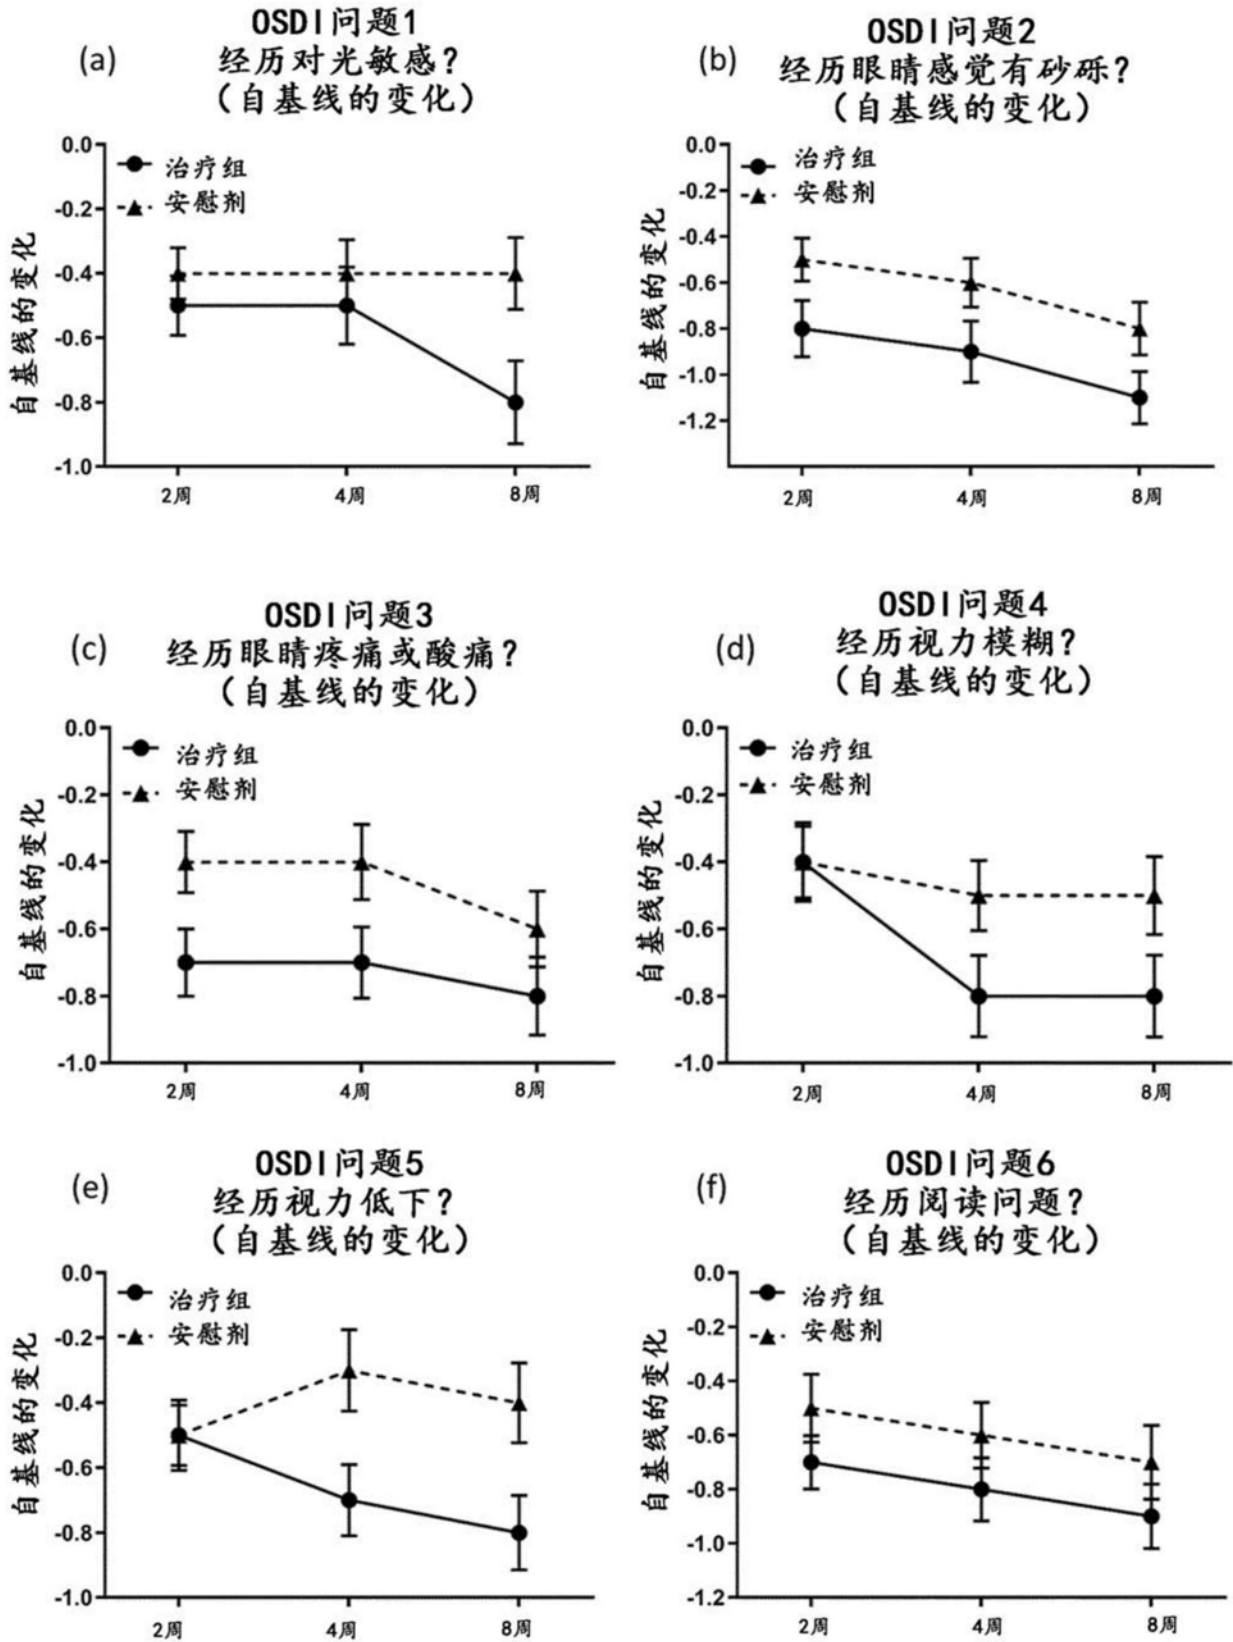 (a)
OSDI问题1
经历对光敏感？
（自基线的变化）
自基线的变化
0.0
-0.2
-0.4
-0.6
-0.8
-1.0
治疗组
安慰剂
2周
4周
8周
(b)
OSDI问题2
经历眼睛感觉有砂砾？
（自基线的变化）
自基线的变化
0.0
-0.2
-0.4
-0.6
-0.8
-1.0
-1.2
治疗组
安慰剂
2周
4周
8周
(c)
OSDI问题3
经历眼睛疼痛或酸痛？
（自基线的变化）
自基线的变化
0.0
-0.2
-0.4
-0.6
-0.8
-1.0
治疗组
安慰剂
2周
4周
8周
(d)
OSDI问题4
经历视力模糊？
（自基线的变化）
自基线的变化
0.0
-0.2
-0.4
-0.6
-0.8
-1.0
治疗组
安慰剂
2周
4周
8周
(e)
OSDI问题5
经历视力低下？
（自基线的变化）
自基线的变化
0.0
-0.2
-0.4
-0.6
-0.8
-1.0
治疗组
安慰剂
2周
4周
8周
(f)
OSDI问题6
经历阅读问题？
（自基线的变化）
自基线的变化
0.0
-0.2
-0.4
-0.6
-0.8
-1.0
-1.2
治疗组
安慰剂
2周
4周
8周